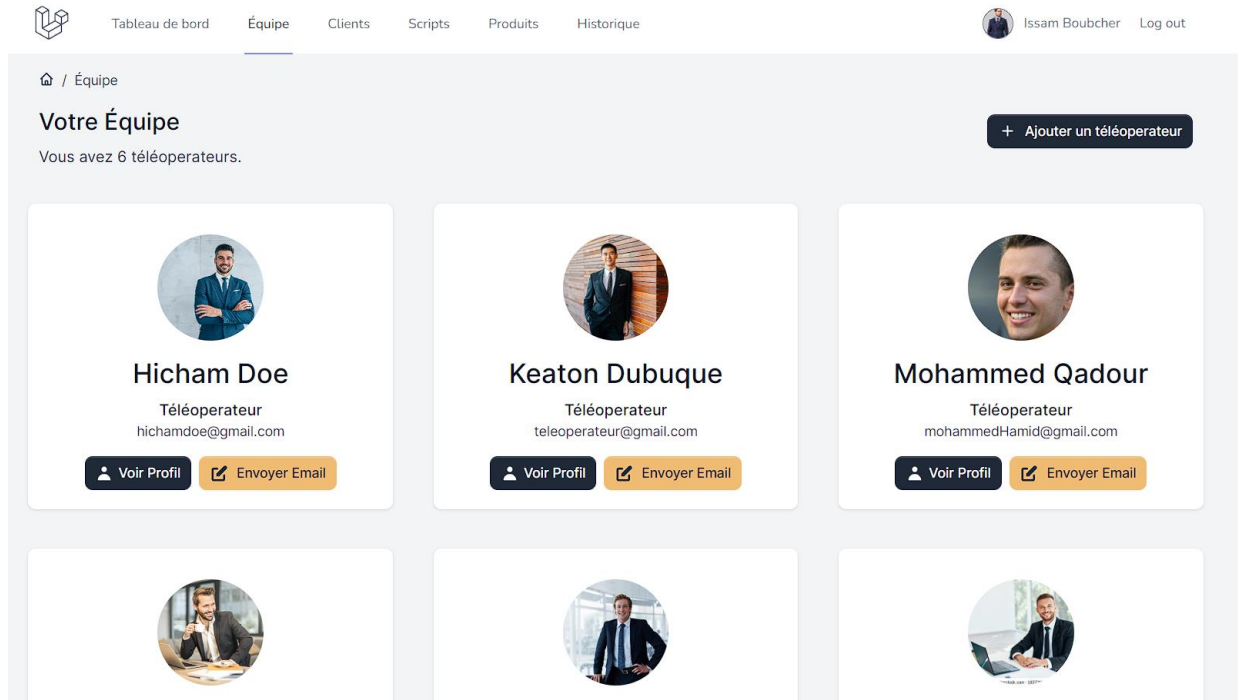 Tableau de bord Équipe Clients Scripts Produits Historique Issam Boubcher Log out
/ Équipe
Votre Équipe
+ Ajouter un téléoperateur
Vous avez 6 téléoperateurs.
Hicham Doe
Téléoperateur
hichamdoe@gmail.com
Voir Profil Envoyer Email
Keaton Dubuque
Téléoperateur
teleoperateur@gmail.com
Voir Profil Envoyer Email
Mohammed Qadour
Téléoperateur
mohammedHamid@gmail.com
Voir Profil Envoyer Email